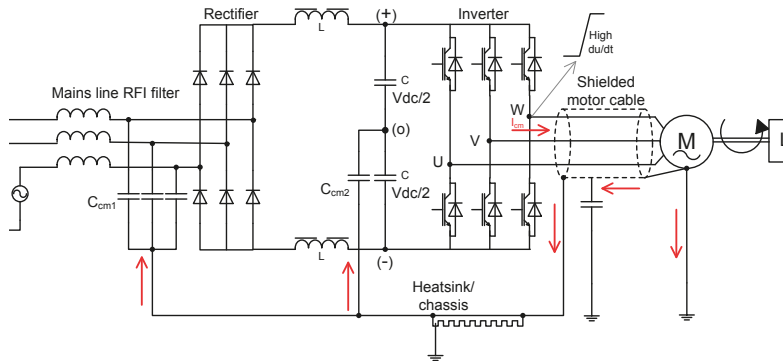 Rectifier
(+)
Inverter
L
High
du/dt
C
Vdc/2
Mains line RFI filter
Shielded
motor cable
W
Icm
(o)
V
M
L
U
C
Vdc/2
Ccm1
Ccm2
L
(-)
Heatsink/
chassis